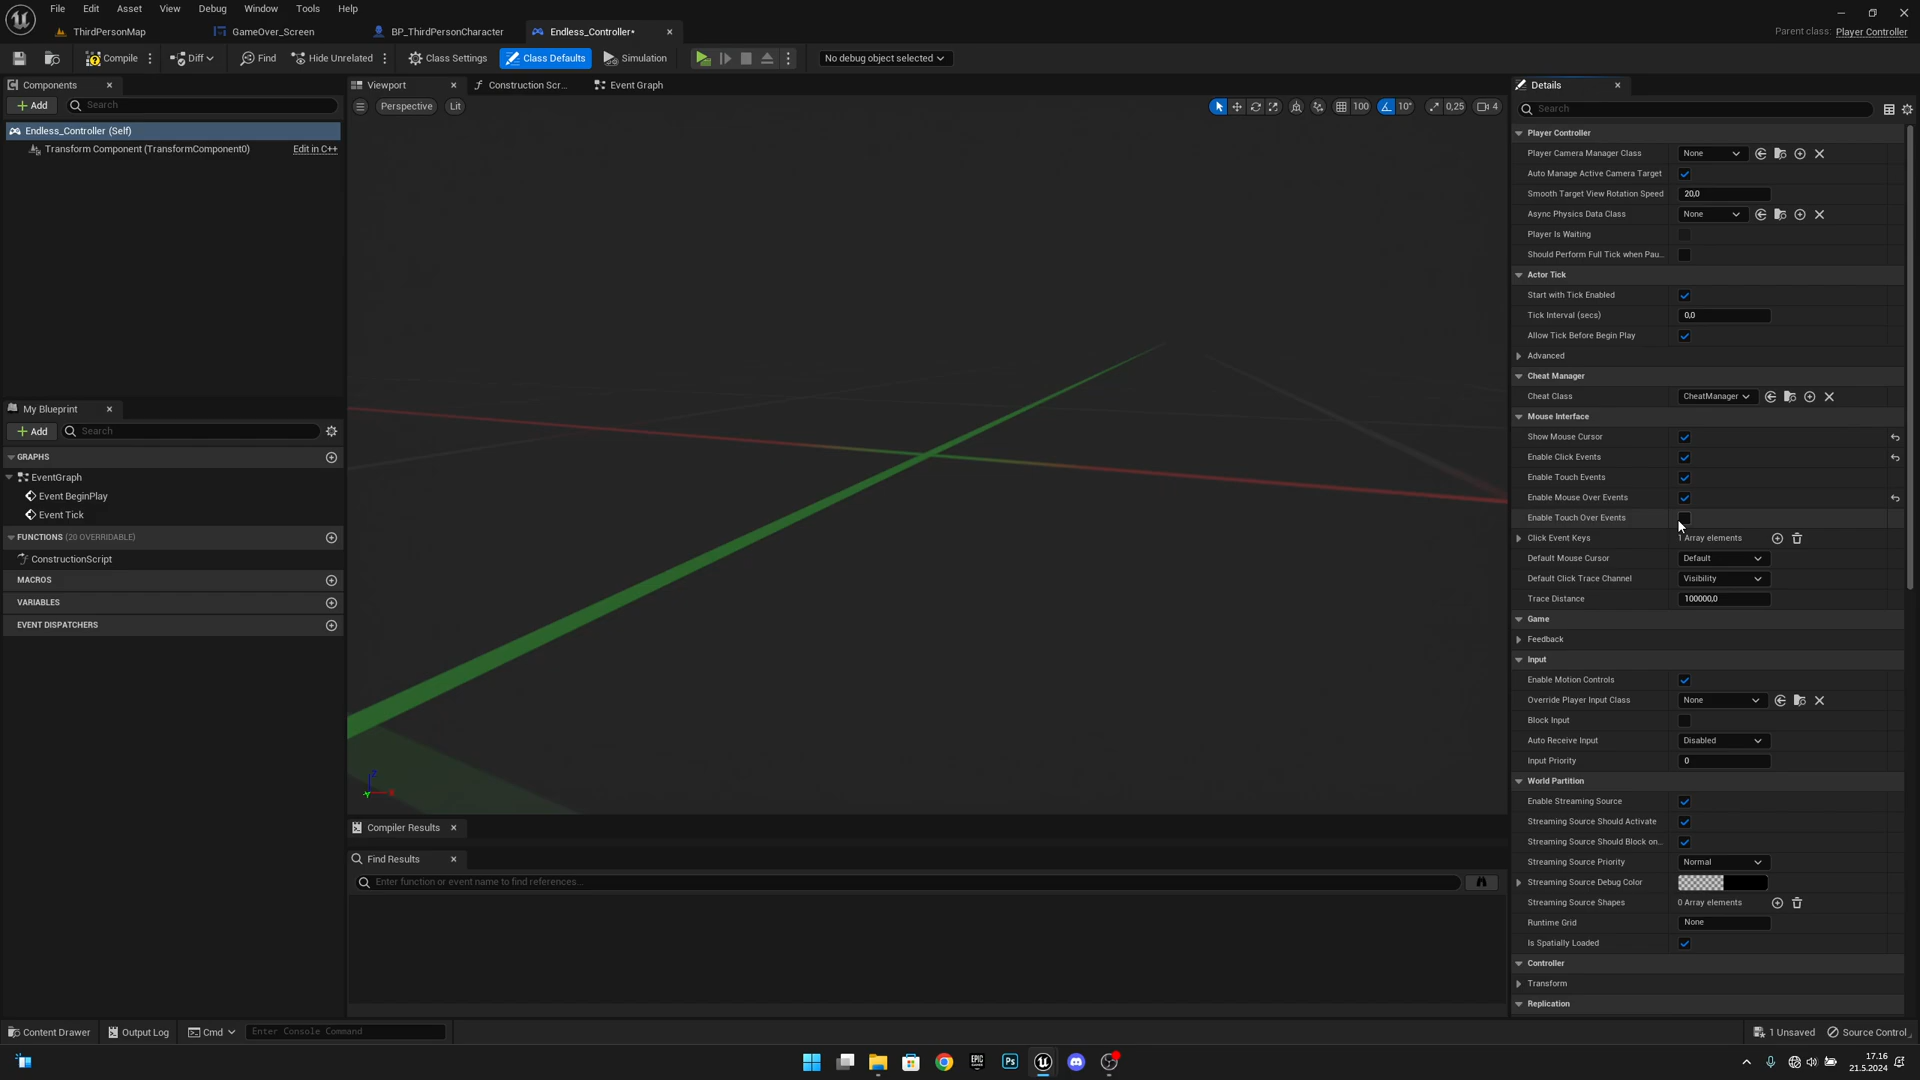 File Edit Asset View Debug Window Tools Help
ThirdPersonMap GameOver_Screen BP_ThirdPersonCharacter Endless_Controller*
Parent class: Player Controller
Compile Diff Find Hide Unrelated Class Settings Class Defaults Simulation No debug object selected
Components
Add Search
Endless_Controller (Self)
Transform Component (TransformComponent0) Edit in C++
My Blueprint
Add Search
GRAPHS
EventGraph
Event BeginPlay
Event Tick
FUNCTIONS (20 OVERRIDABLE)
ConstructionScript
MACROS
VARIABLES
EVENT DISPATCHERS
Viewport Construction Scr... Event Graph
Perspective Lit
100 10° 0,25 4
Z X Y
Compiler Results
Find Results
Enter function or event name to find references...
Details
Search
Player Controller
Player Camera Manager Class None
Auto Manage Active Camera Target
Smooth Target View Rotation Speed 20,0
Async Physics Data Class None
Player Is Waiting
Should Perform Full Tick when Pau...
Actor Tick
Start with Tick Enabled
Tick Interval (secs) 0,0
Allow Tick Before Begin Play
Advanced
Cheat Manager
Cheat Class CheatManager
Mouse Interface
Show Mouse Cursor
Enable Click Events
Enable Touch Events
Enable Mouse Over Events
Enable Touch Over Events
Click Event Keys 1 Array elements
Default Mouse Cursor Default
Default Click Trace Channel Visibility
Trace Distance 100000,0
Game
Feedback
Input
Enable Motion Controls
Override Player Input Class None
Block Input
Auto Receive Input Disabled
Input Priority 0
World Partition
Enable Streaming Source
Streaming Source Should Activate
Streaming Source Should Block on...
Streaming Source Priority Normal
Streaming Source Debug Color
Streaming Source Shapes 0 Array elements
Runtime Grid None
Is Spatially Loaded
Controller
Transform
Replication
Content Drawer Output Log Cmd Enter Console Command 1 Unsaved Source Control
EPIC Ps
17.16
21.5.2024